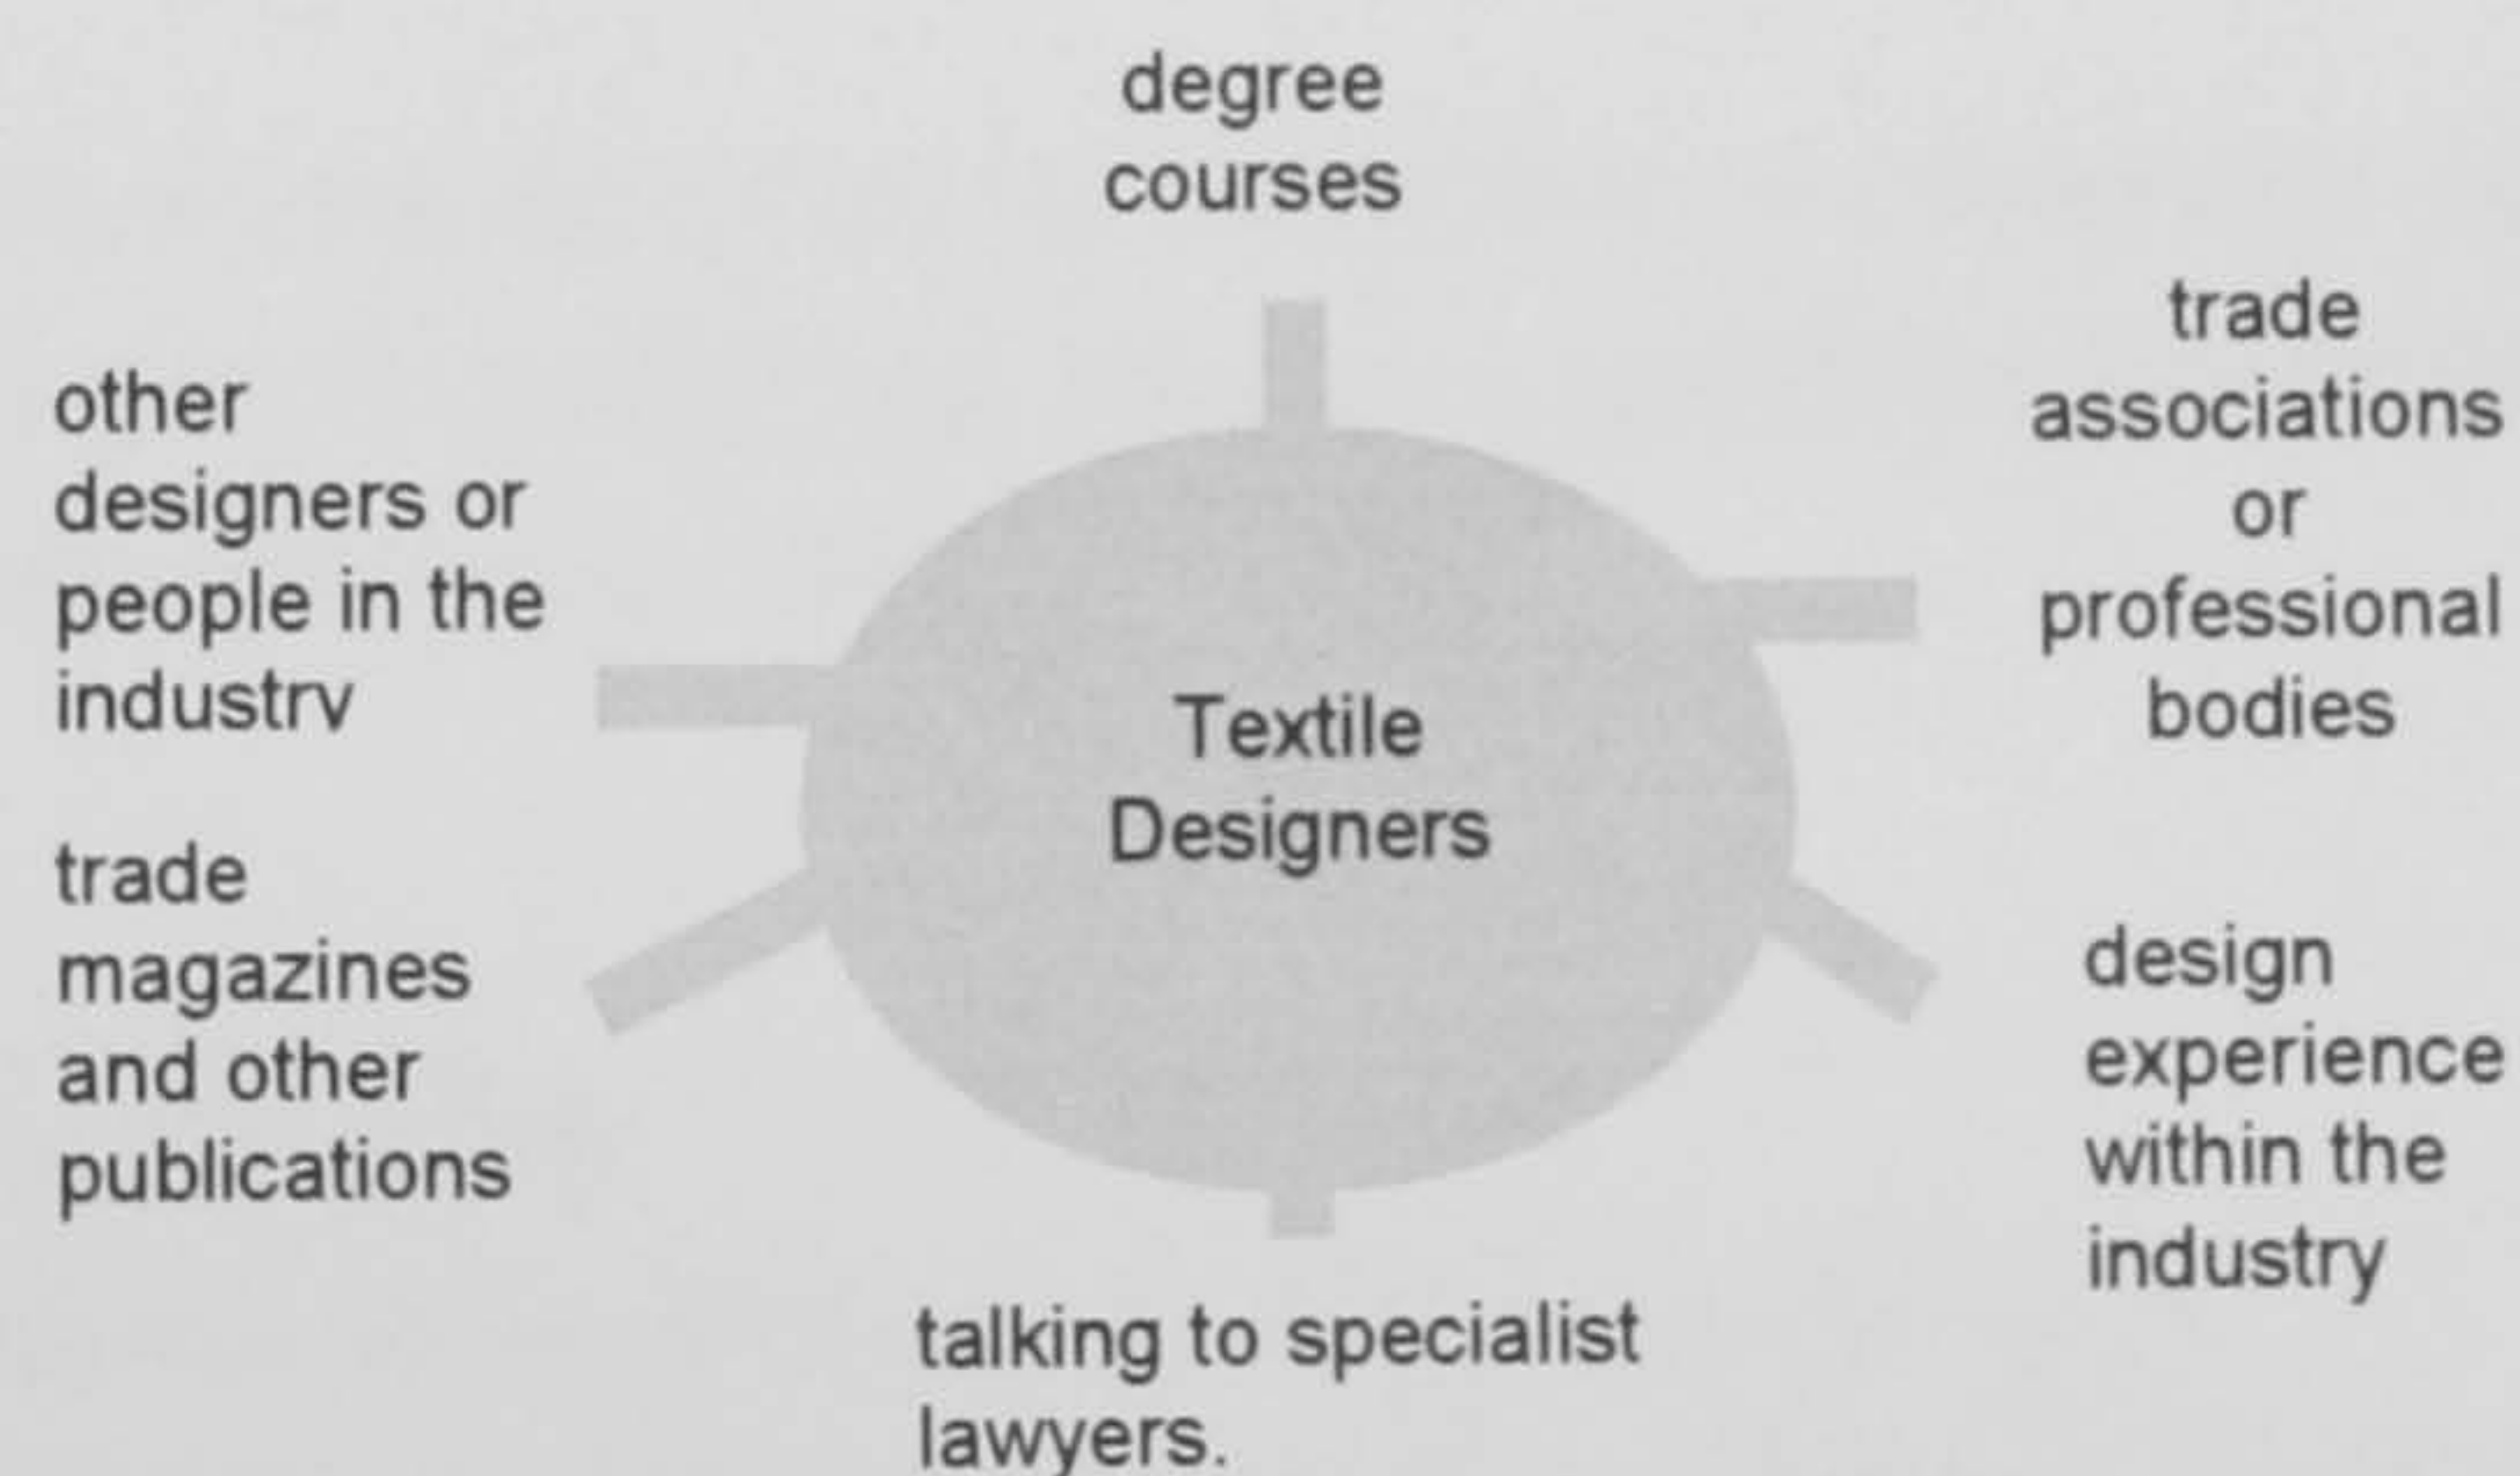 degree
courses
trade
associations
or
professional
bodies
other
designers or
people in the
industry
Textile
Designers
trade
magazines
and other
publications
design
experience
within the
industry
talking to specialist
lawyers.